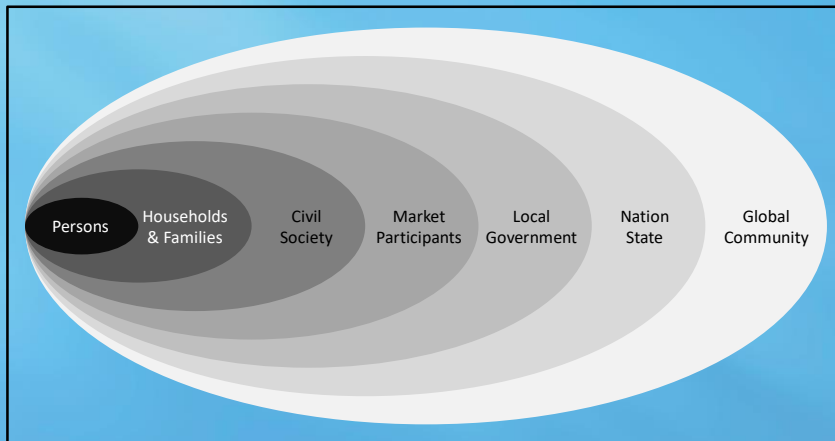 Persons
Households
& Families
Civil
Society
Market
Participants
Local
Government
Nation
State
Global
Community